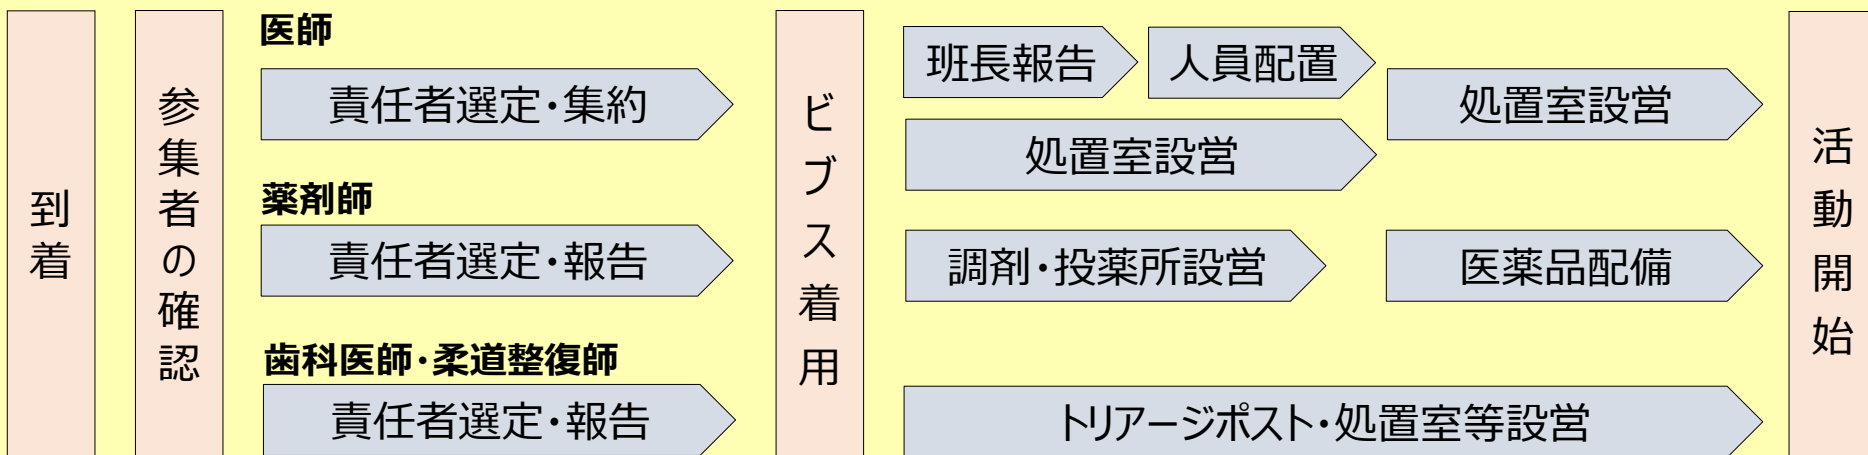 到着
参集者の確認
医師
責任者選定・集約
薬剤師
責任者選定・報告
歯科医師・柔道整復師
責任者選定・報告
ビブス着用
班長報告
人員配置
処置室設営
処置室設営
調剤・投薬所設営
医薬品配備
トリアージポスト・処置室等設営
活動開始